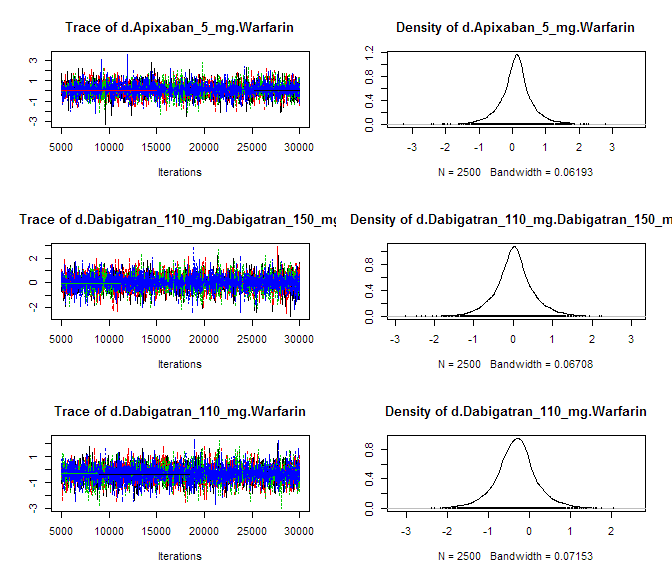 Trace of d.Apixaban_5_mg.Warfarin
3
1
-1
-3
5000 10000 15000 20000 25000 30000
Iterations
Density of d.Apixaban_5_mg.Warfarin
1.2
0.8
0.4
0.0
-3 -2 -1 0 1 2 3
N = 2500 Bandwidth = 0.06193
Trace of d.Dabigatran_110_mg.Dabigatran_150_mg
2
0
-2
5000 10000 15000 20000 25000 30000
Iterations
Density of d.Dabigatran_110_mg.Dabigatran_150_m
0.8
0.4
0.0
-3 -2 -1 0 1 2 3
N = 2500 Bandwidth = 0.06708
Trace of d.Dabigatran_110_mg.Warfarin
1
-1
-3
5000 10000 15000 20000 25000 30000
Iterations
Density of d.Dabigatran_110_mg.Warfarin
0.8
0.4
0.0
-3 -2 -1 0 1 2
N = 2500 Bandwidth = 0.07153